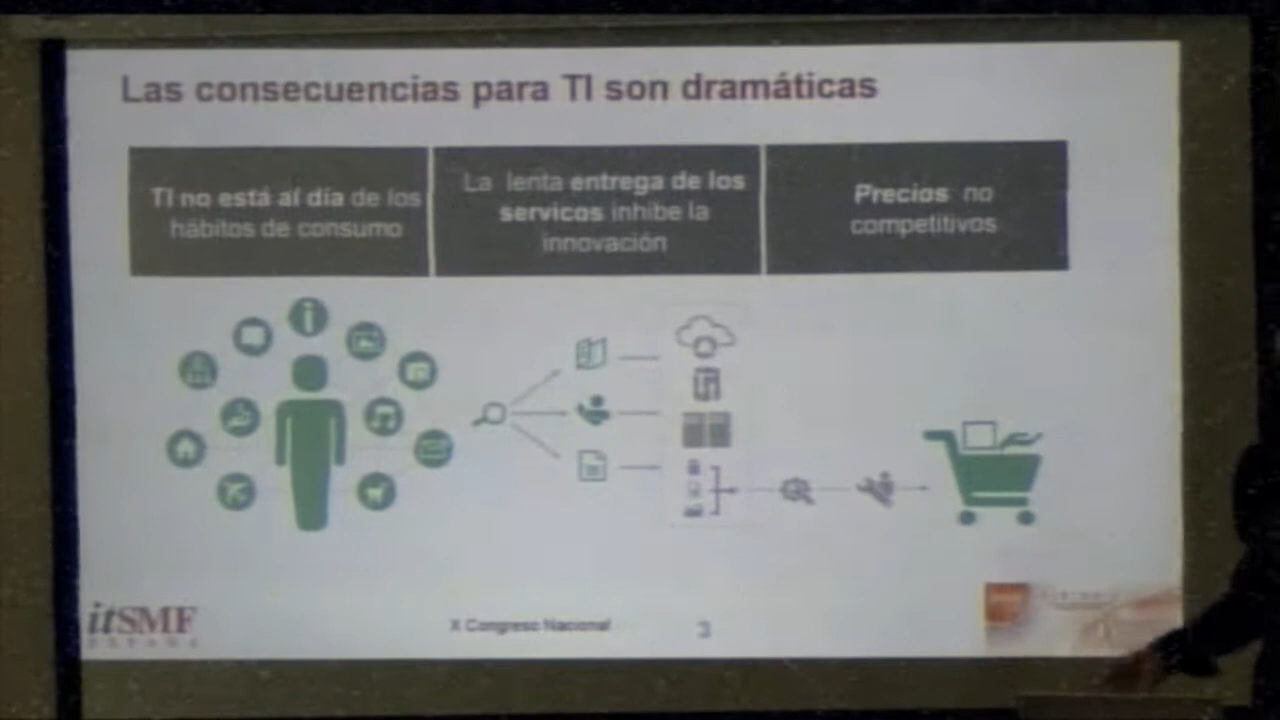 Las consecuencias para TI son dramáticas
TI no está al día de los
hábitos de consumo
La lenta entrega de los
servicos inhibe la
innovación
Precios no
competitivos
itSMF
ESPAÑA
X Congreso Nacional
3